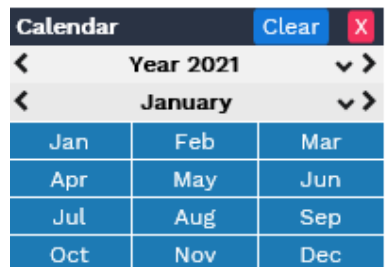 Calendar Clear X
Year 2021
January
Jan Feb Mar
Apr May Jun
Jul Aug Sep
Oct Nov Dec